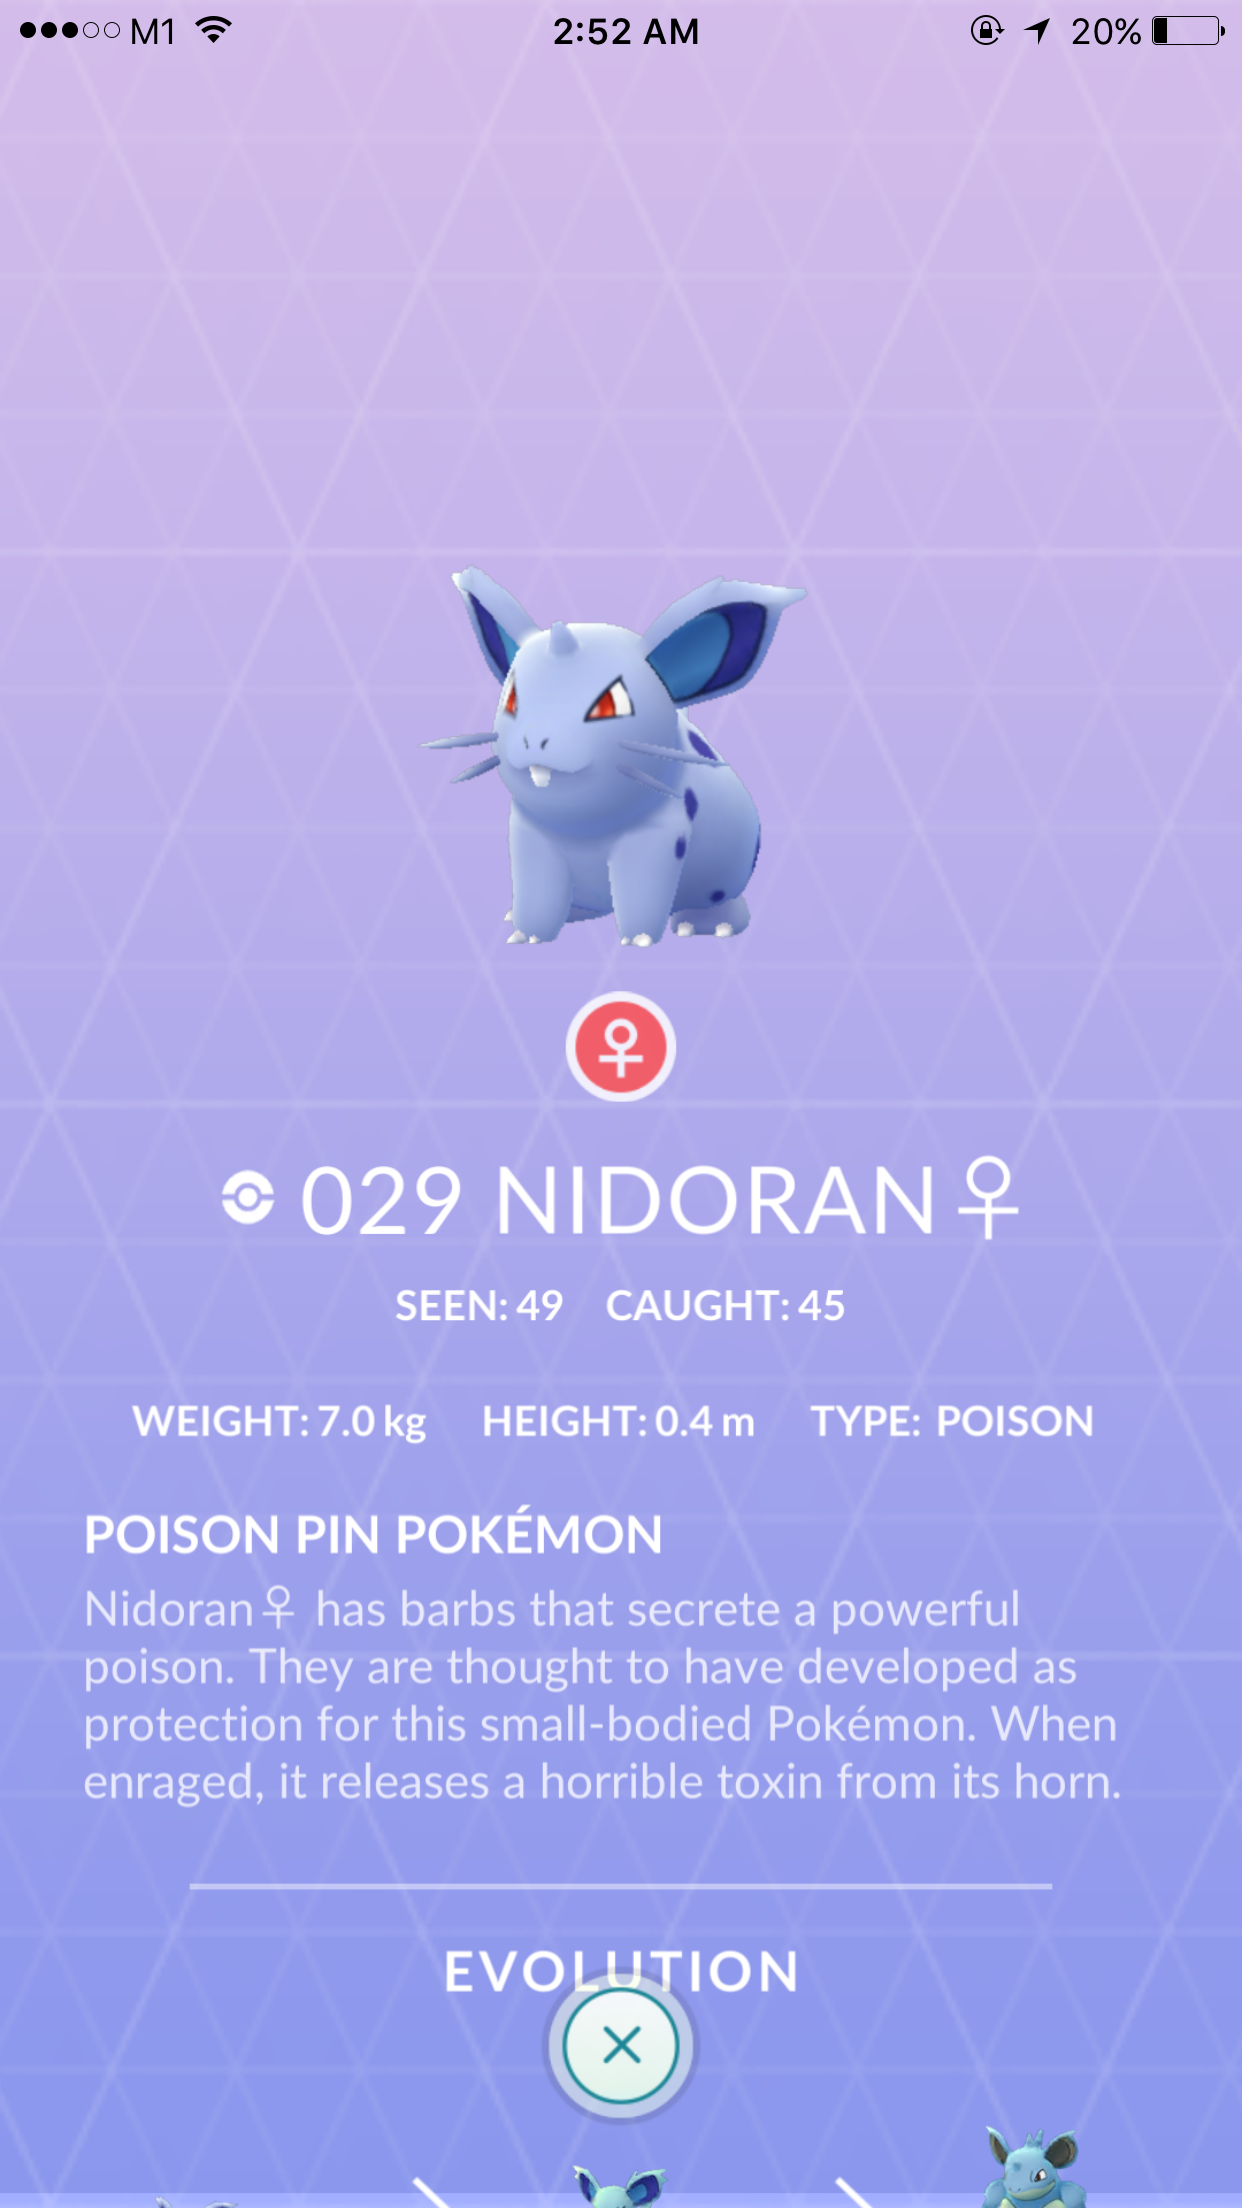 M1 2:52 AM 20%
029 NIDORAN♀
SEEN: 49 CAUGHT: 45
WEIGHT: 7.0 kg HEIGHT: 0.4 m TYPE: POISON
POISON PIN POKÉMON
Nidoran♀ has barbs that secrete a powerful
poison. They are thought to have developed as
protection for this small-bodied Pokémon. When
enraged, it releases a horrible toxin from its horn.
EVOLUTION